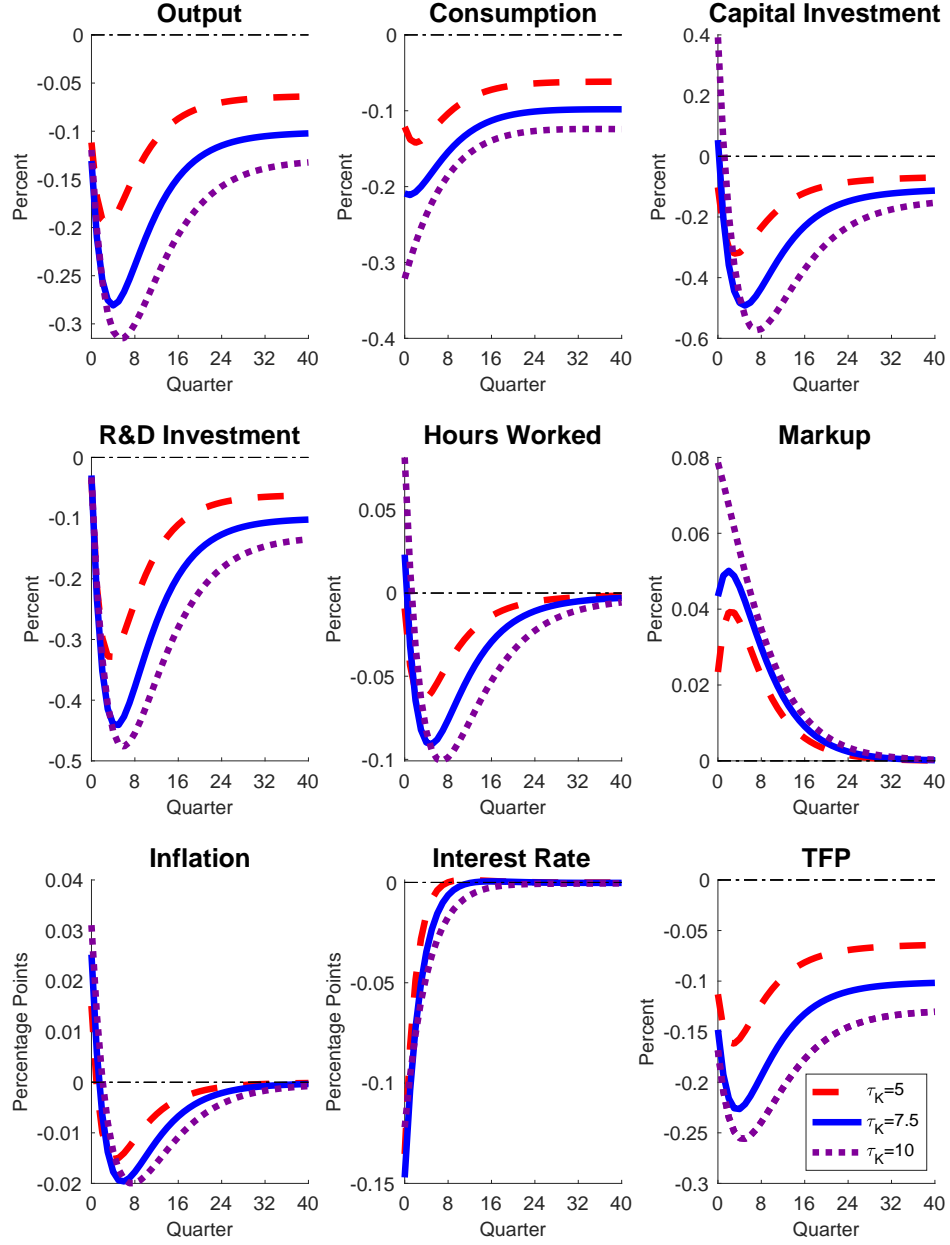 Output
Consumption
Capital Investment
0
-0.05
-0.1
-0.15
-0.2
-0.25
-0.3
Percent
0 8 16 24 32 40
Quarter
0
-0.1
-0.2
-0.3
-0.4
Percent
0 8 16 24 32 40
Quarter
0.4
0.2
0
-0.2
-0.4
-0.6
Percent
0 8 16 24 32 40
Quarter
R&D Investment
Hours Worked
Markup
0
-0.1
-0.2
-0.3
-0.4
-0.5
Percent
0 8 16 24 32 40
Quarter
0.05
0
-0.05
-0.1
Percent
0 8 16 24 32 40
Quarter
0.08
0.06
0.04
0.02
0
Percent
0 8 16 24 32 40
Quarter
Inflation
Interest Rate
TFP
0.04
0.03
0.02
0.01
0
-0.01
-0.02
Percentage Points
0 8 16 24 32 40
Quarter
0
-0.05
-0.1
-0.15
Percentage Points
0 8 16 24 32 40
Quarter
0
-0.05
-0.1
-0.15
-0.2
-0.25
-0.3
Percent
0 8 16 24 32 40
Quarter
τK=5
τK=7.5
τK=10